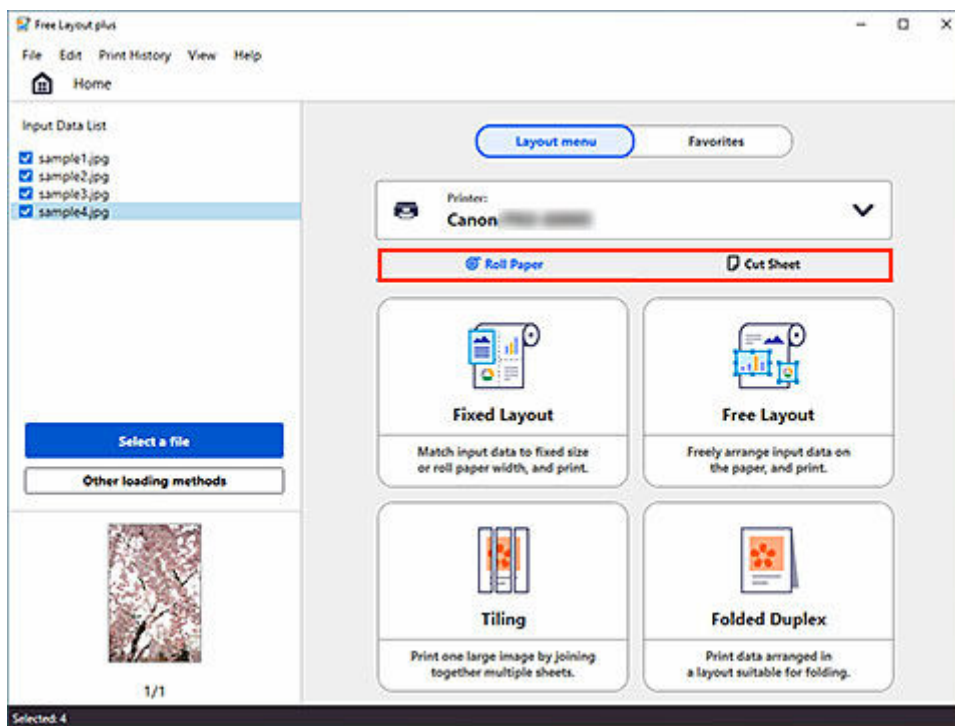 Free Layout plus
File Edit Print History View Help
Home
Input Data List
sample1.jpg
sample2.jpg
sample3.jpg
sample4.jpg
Select a file
Other loading methods
1/1
Selected: 4
Layout menu Favorites
Printer:
Canon
Roll Paper Cut Sheet
Fixed Layout
Match input data to fixed size
or roll paper width, and print.
Free Layout
Freely arrange input data on
the paper, and print.
Tiling
Print one large image by joining
together multiple sheets.
Folded Duplex
Print data arranged in
a layout suitable for folding.